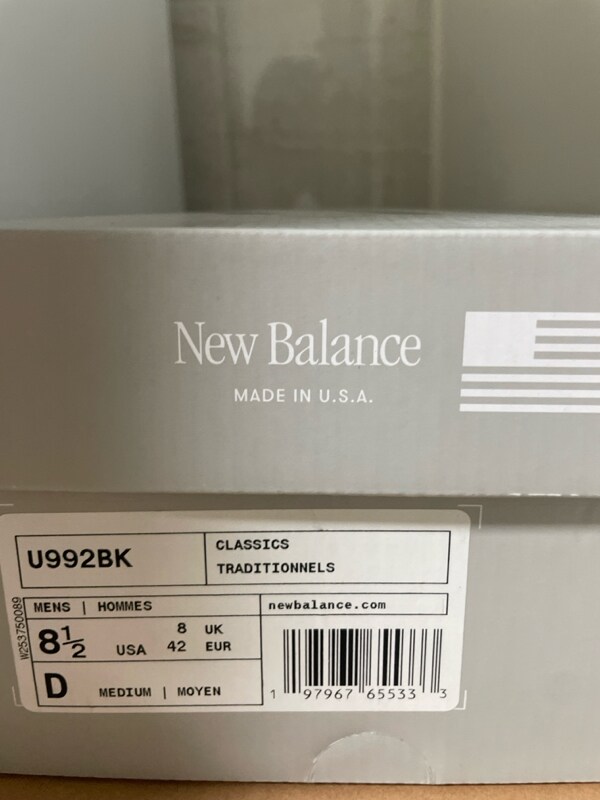 New Balance
MADE IN U.S.A.
U992BK
CLASSICS
TRADITIONNELS
MENS | HOMMES
newbalance.com
8½ USA 8 UK
42 EUR
D MEDIUM | MOYEN
1 97967 65533 3
W253750089